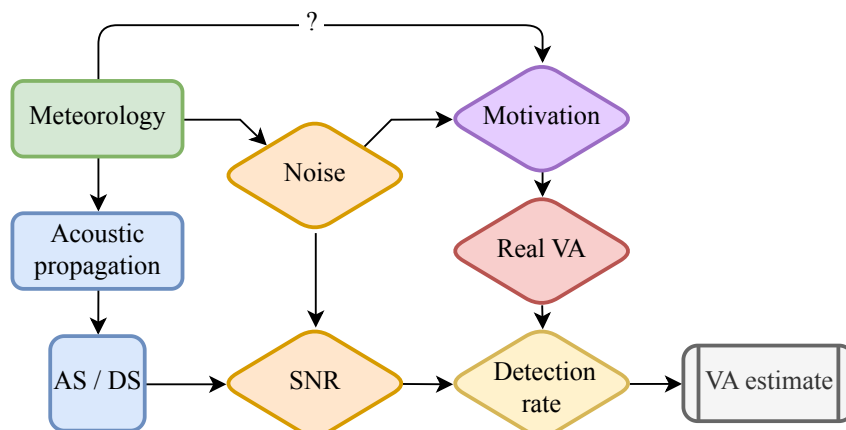 ?
Meteorology
Motivation
Noise
Acoustic
propagation
Real VA
AS / DS
SNR
Detection
rate
VA estimate